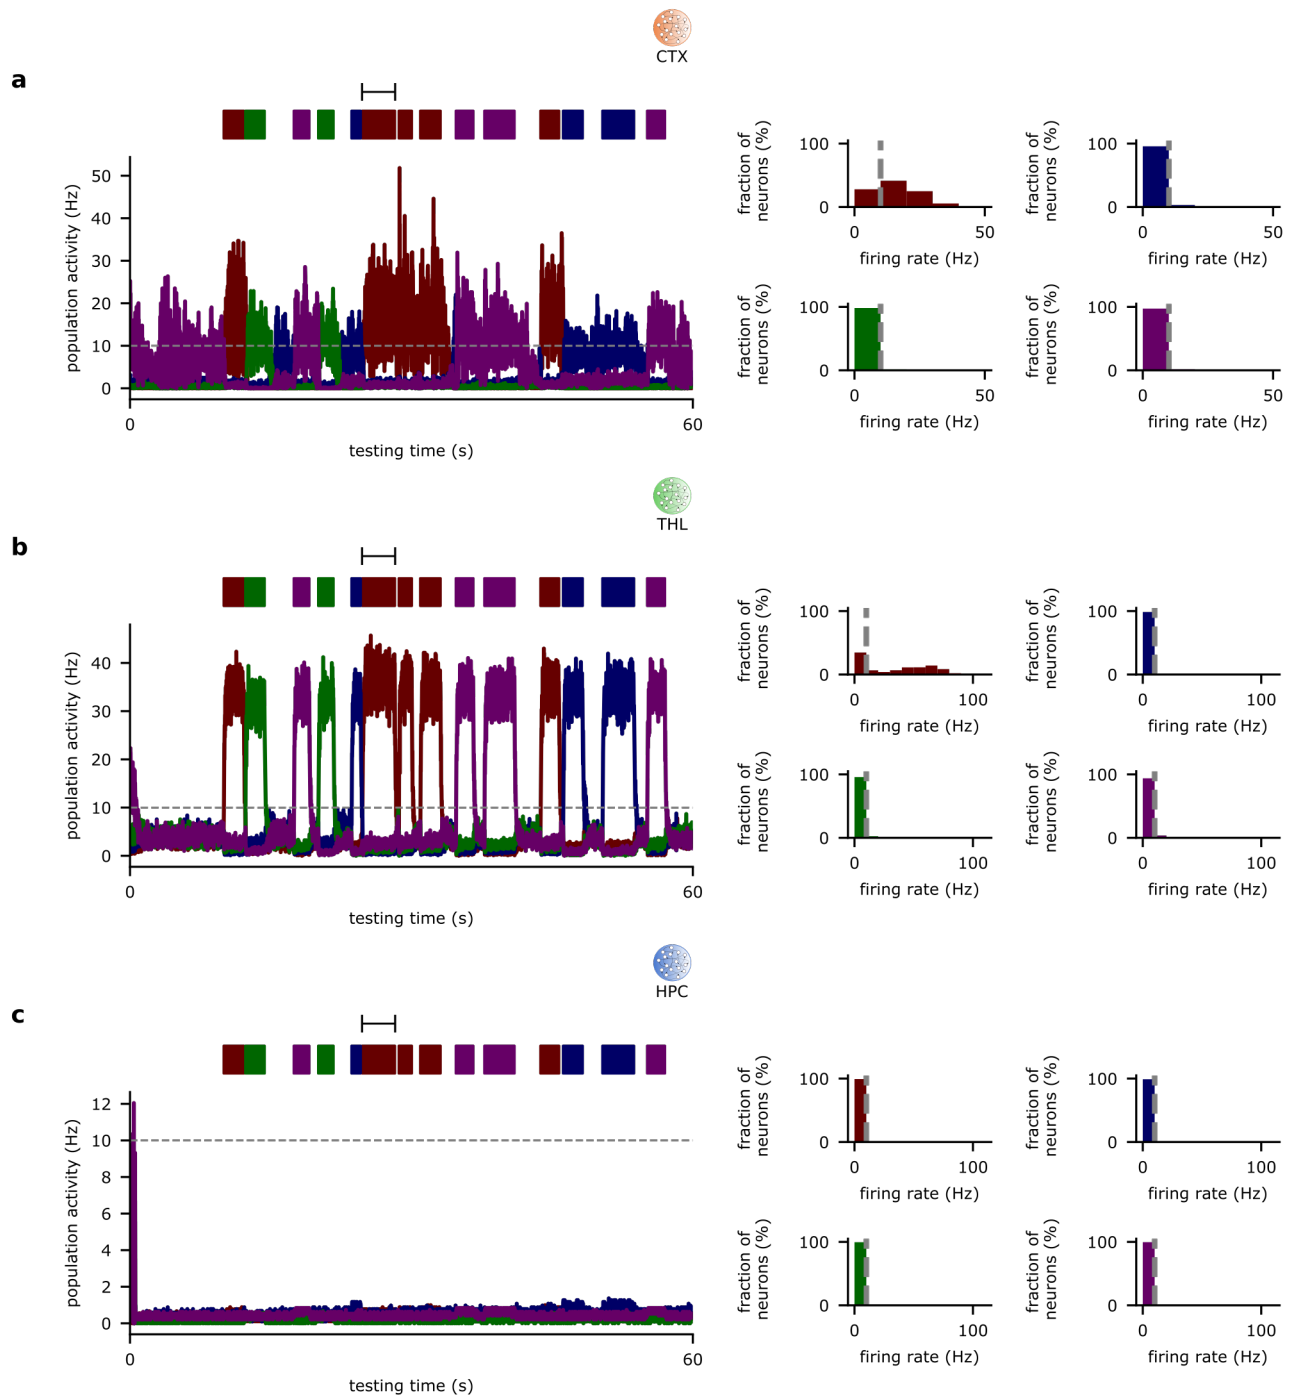 CTX
a
population activity (Hz)
50
40
30
20
10
0
0
60
testing time (s)
fraction of
neurons (%)
100
0
0
50
firing rate (Hz)
fraction of
neurons (%)
100
0
0
50
firing rate (Hz)
fraction of
neurons (%)
100
0
0
50
firing rate (Hz)
fraction of
neurons (%)
100
0
0
50
firing rate (Hz)
THL
b
population activity (Hz)
40
30
20
10
0
0
60
testing time (s)
fraction of
neurons (%)
100
0
0
100
firing rate (Hz)
fraction of
neurons (%)
100
0
0
100
firing rate (Hz)
fraction of
neurons (%)
100
0
0
100
firing rate (Hz)
fraction of
neurons (%)
100
0
0
100
firing rate (Hz)
HPC
c
population activity (Hz)
12
10
8
6
4
2
0
0
60
testing time (s)
fraction of
neurons (%)
100
0
0
100
firing rate (Hz)
fraction of
neurons (%)
100
0
0
100
firing rate (Hz)
fraction of
neurons (%)
100
0
0
100
firing rate (Hz)
fraction of
neurons (%)
100
0
0
100
firing rate (Hz)